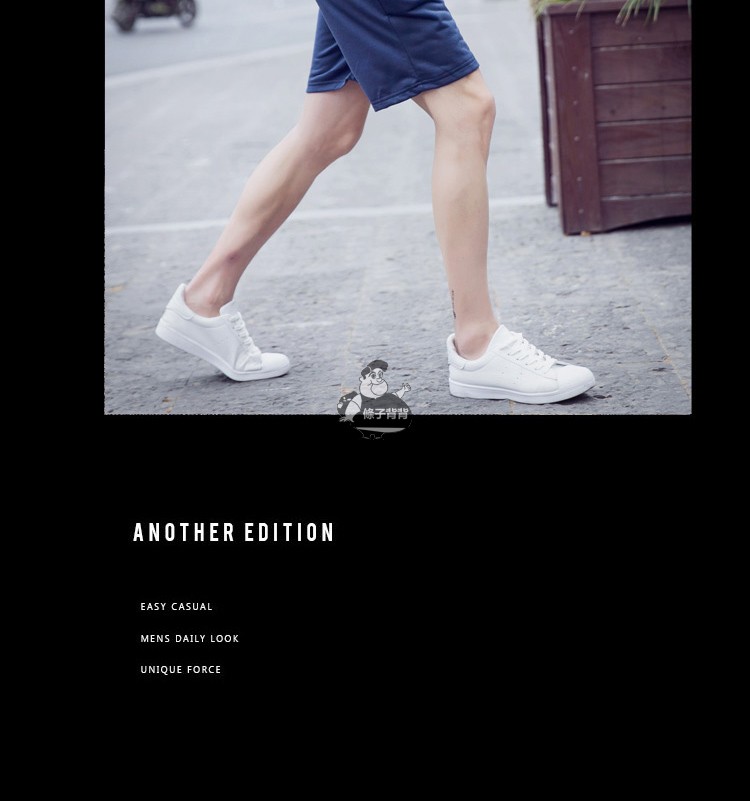 條子背背
ANOTHER EDITION
EASY CASUAL
MENS DAILY LOOK
UNIQUE FORCE